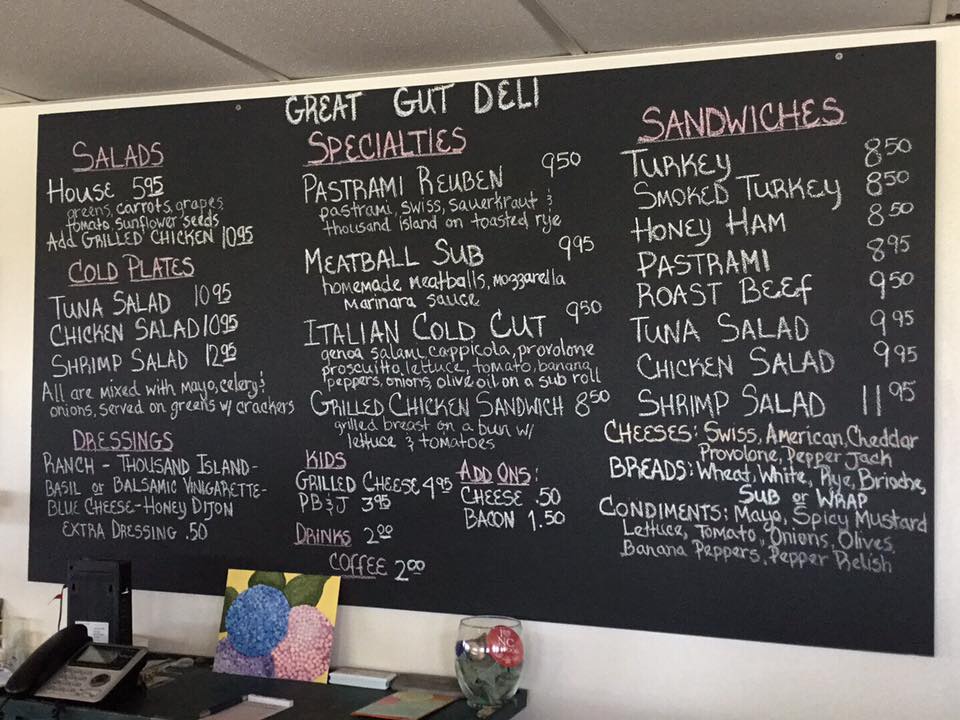 GREAT GUT DELI
SALADS
HOUSE 5.95
greens, carrots, grapes,
tomato, sunflower seeds
Add GRILLED CHICKEN 10.95
COLD PLATES
TUNA SALAD 10.95
CHICKEN SALAD 10.95
SHRIMP SALAD 12.95
All are mixed with mayo, celery &
onions, served on greens w/ crackers
DRESSINGS
RANCH - THOUSAND ISLAND-
BASIL or BALSAMIC VINIGARETTE-
BLUE CHEESE-HONEY DIJON
EXTRA DRESSING .50
SPECIALTIES
PASTRAMI REUBEN 9.50
pastrami, swiss, sauerkraut &
thousand island on toasted rye
MEATBALL SUB 9.95
homemade meatballs, mozzarella
marinara sauce
ITALIAN COLD CUT 9.50
genoa salami, cappicola, provolone
prosciutto, lettuce, tomato, banana
peppers, onions, olive oil on a sub roll
GRILLED CHICKEN SANDWICH 8.50
grilled breast on a bun w/
lettuce & tomatoes
KIDS
GRILLED CHEESE 4.95
PB&J 3.95
DRINKS 2.00
COFFEE 2.00
ADD ONS:
CHEESE .50
BACON 1.50
SANDWICHES
TURKEY 8.50
SMOKED TURKEY 8.50
HONEY HAM 8.50
PASTRAMI 8.95
ROAST BEEF 9.50
TUNA SALAD 9.95
CHICKEN SALAD 9.95
SHRIMP SALAD 11.95
CHEESES: Swiss, American, Cheddar
Provolone, Pepper Jack
BREADS: Wheat, White, Rye, Brioche,
SUB or WRAP
CONDIMENTS: Mayo, Spicy Mustard
Lettuce, Tomato, Onions, Olives,
Banana Peppers, Pepper Relish
NC